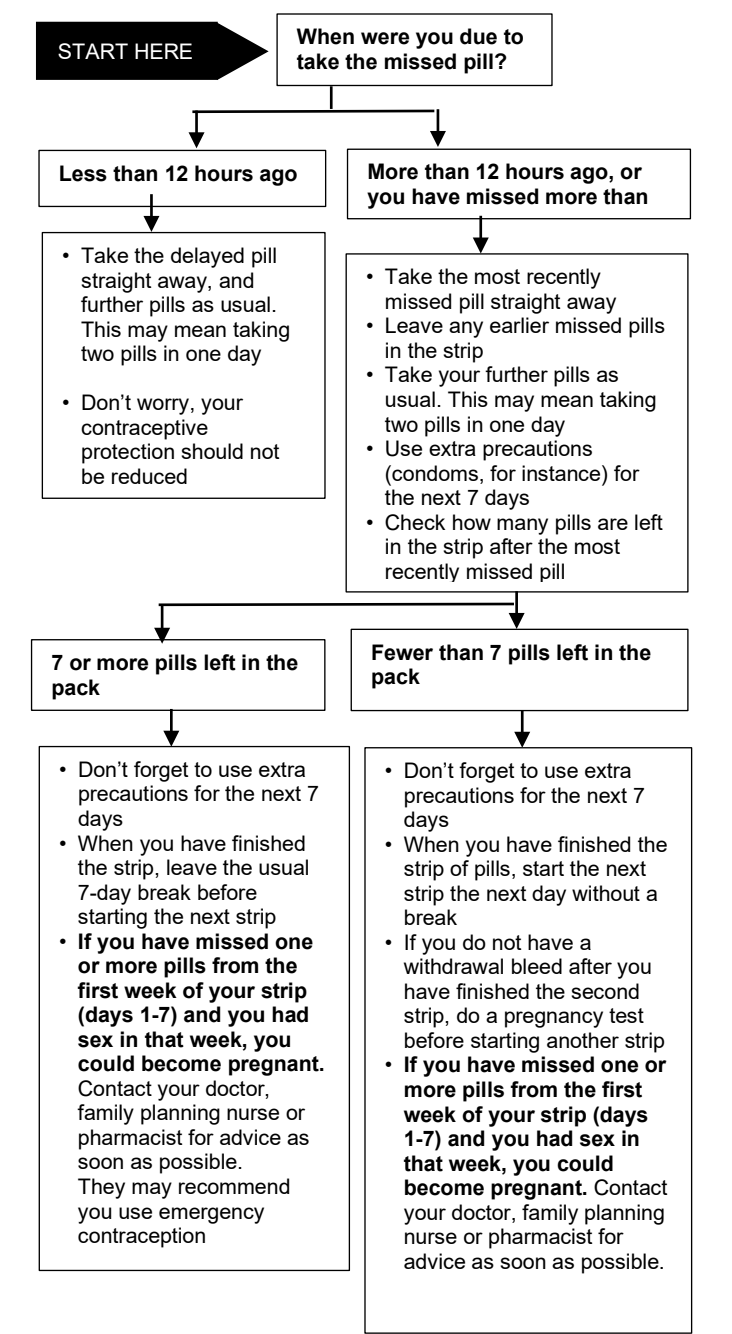 START HERE
When were you due to
take the missed pill?
Less than 12 hours ago
More than 12 hours ago, or
you have missed more than
• Take the delayed pill
straight away, and
further pills as usual.
This may mean taking
two pills in one day
• Don’t worry, your
contraceptive
protection should not
be reduced
• Take the most recently
missed pill straight away
• Leave any earlier missed pills
in the strip
• Take your further pills as
usual. This may mean taking
two pills in one day
• Use extra precautions
(condoms, for instance) for
the next 7 days
• Check how many pills are left
in the strip after the most
recently missed pill
7 or more pills left in the
pack
Fewer than 7 pills left in the
pack
• Don’t forget to use extra
precautions for the next 7
days
• When you have finished
the strip, leave the usual
7-day break before
starting the next strip
• If you have missed one
or more pills from the
first week of your strip
(days 1-7) and you had
sex in that week, you
could become pregnant.
Contact your doctor,
family planning nurse or
pharmacist for advice as
soon as possible.
They may recommend
you use emergency
contraception
• Don’t forget to use extra
precautions for the next 7
days
• When you have finished the
strip of pills, start the next
strip the next day without a
break
• If you do not have a
withdrawal bleed after you
have finished the second
strip, do a pregnancy test
before starting another strip
• If you have missed one or
more pills from the first
week of your strip (days
1-7) and you had sex in
that week, you could
become pregnant. Contact
your doctor, family planning
nurse or pharmacist for
advice as soon as possible.